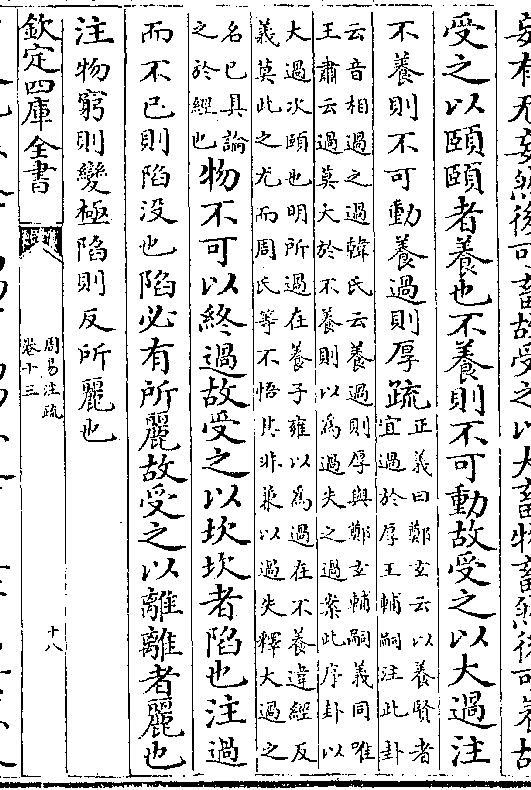 有无妄然後可畜故受之以大畜物畜然後可養故
受之以頤頤者養也不養則不可動故受之以大過注
不養則不可動養過則厚疏
正義曰鄭玄云以養賢者
宜過於厚王輔嗣注此卦
云音相過之過韓氏云養過則厚與鄭玄輔嗣義同唯
王肅云過莫大於不養則以為過失之過案此序卦以
大過次頤也明所過在養子雍以為過在不養違經反
義莫此之尤而周氏等不悟其非兼以過失釋大過之
名已具論
之於經也
物不可以終過故受之以坎坎者陷也注過
而不已則陷没也陷必有所麗故受之以離離者麗也
注物窮則變極陷則反所麗也
欽定四庫全書
周易注疏
卷十三
十八